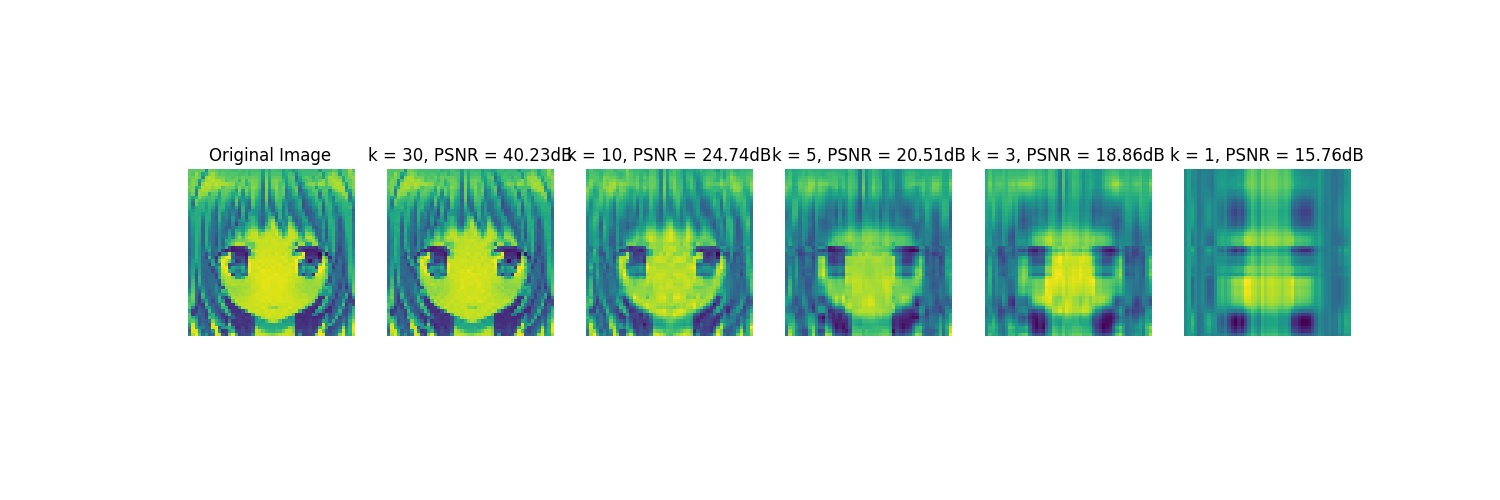 Original Image
k = 30, PSNR = 40.23dB
k = 10, PSNR = 24.74dB
k = 5, PSNR = 20.51dB
k = 3, PSNR = 18.86dB
k = 1, PSNR = 15.76dB